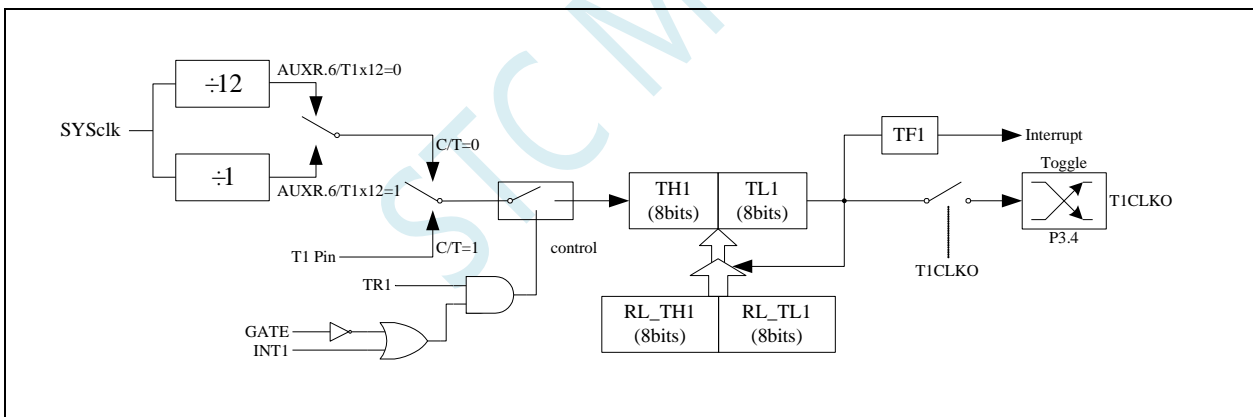 ÷12
AUXR.6/T1x12=0
SYSclk
÷1
AUXR.6/T1x12=1
C/T=0
C/T=1
T1 Pin
control
TR1
GATE
INT1
TH1
(8bits)
TL1
(8bits)
RL_TH1
(8bits)
RL_TL1
(8bits)
TF1
Interrupt
Toggle
T1CLKO
P3.4
T1CLKO
STC M